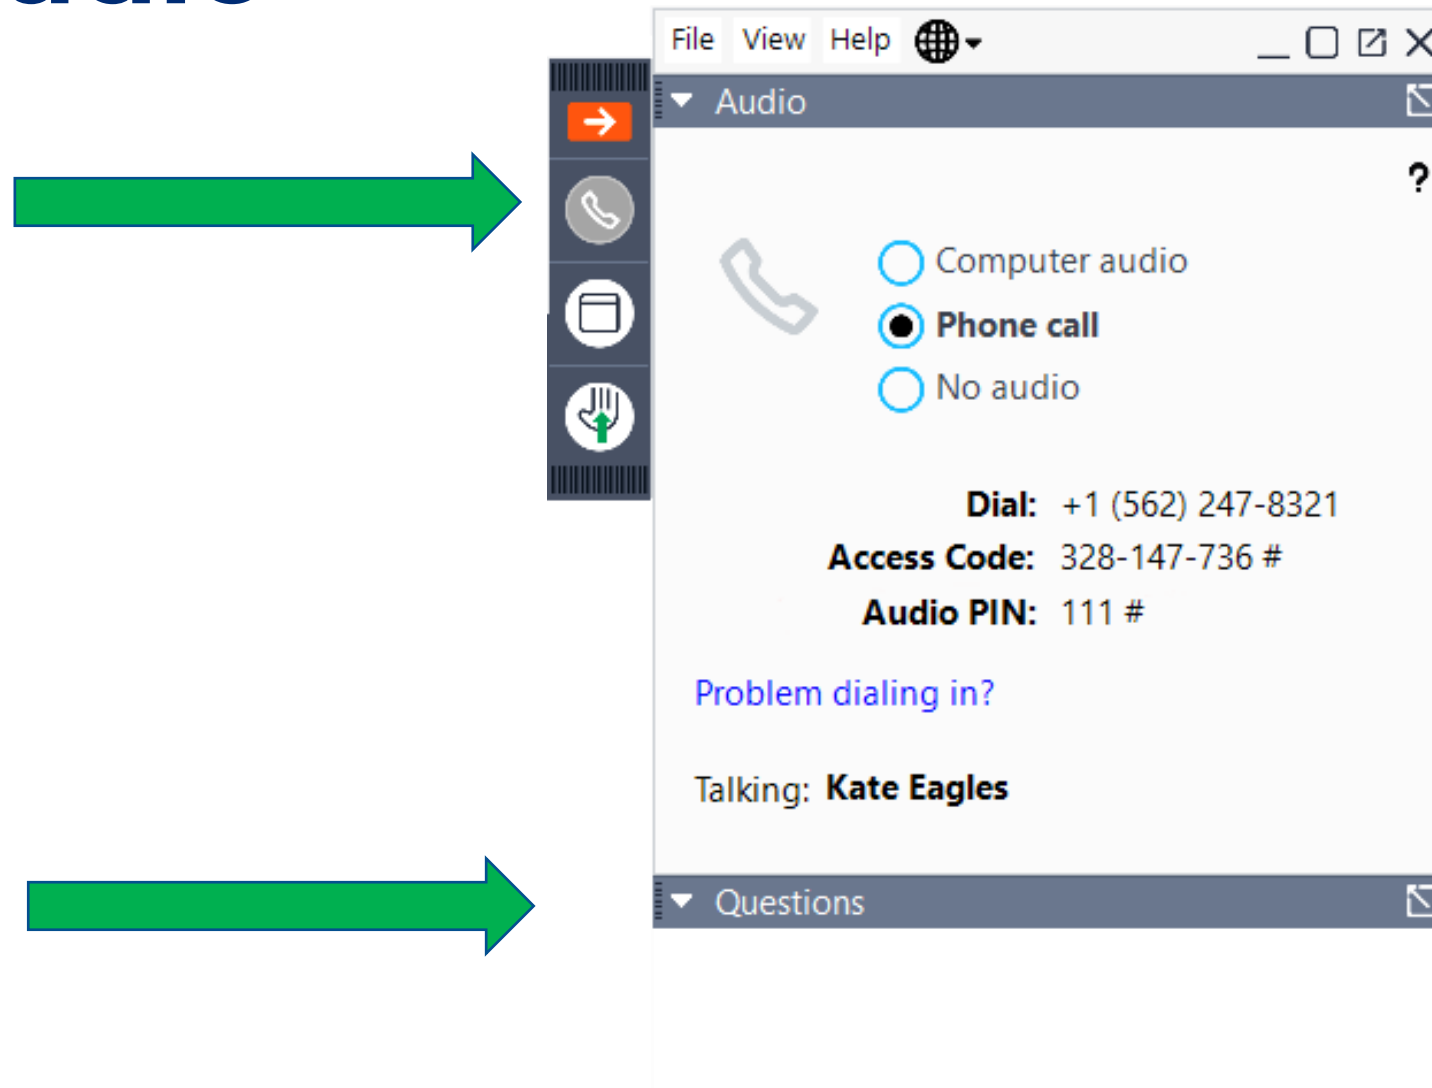 File View Help
Audio
?
Computer audio
Phone call
No audio
Dial: +1 (562) 247-8321
Access Code: 328-147-736 #
Audio PIN: 111 #
Problem dialing in?
Talking: Kate Eagles
Questions